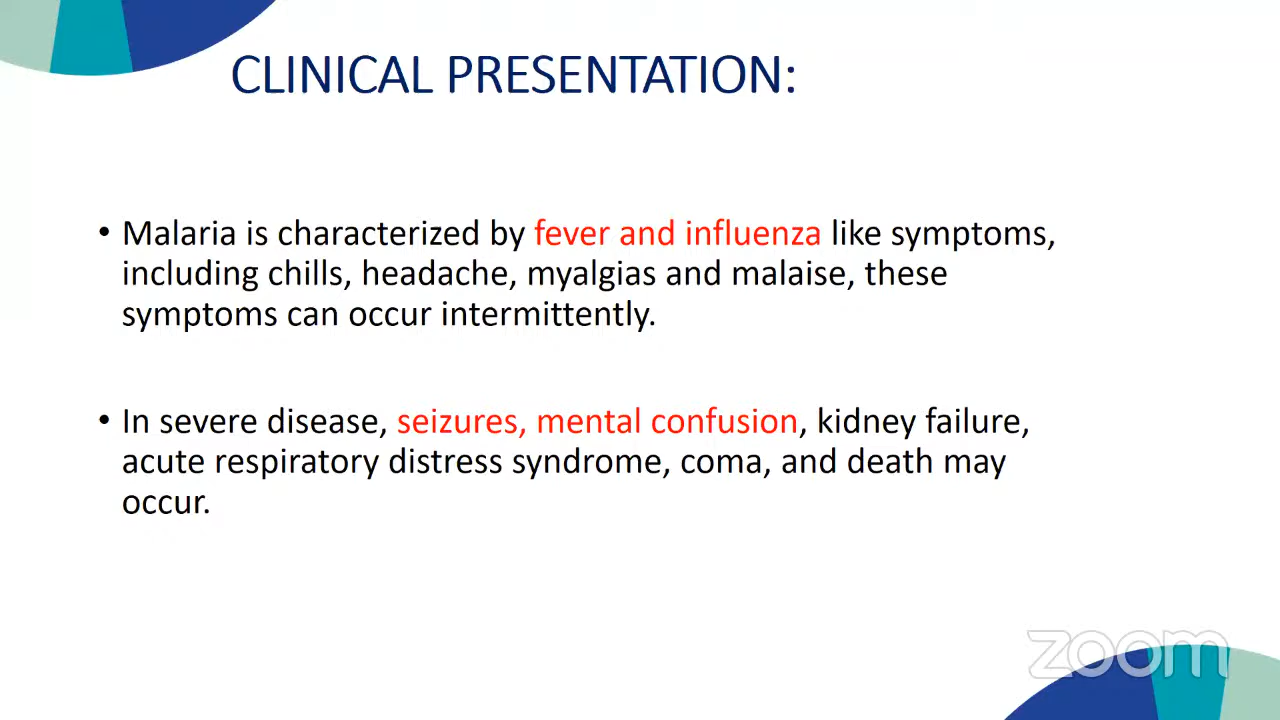 CLINICAL PRESENTATION:
• Malaria is characterized by fever and influenza like symptoms,
including chills, headache, myalgias and malaise, these
symptoms can occur intermittently.
• In severe disease, seizures, mental confusion, kidney failure,
acute respiratory distress syndrome, coma, and death may
occur.
zoom